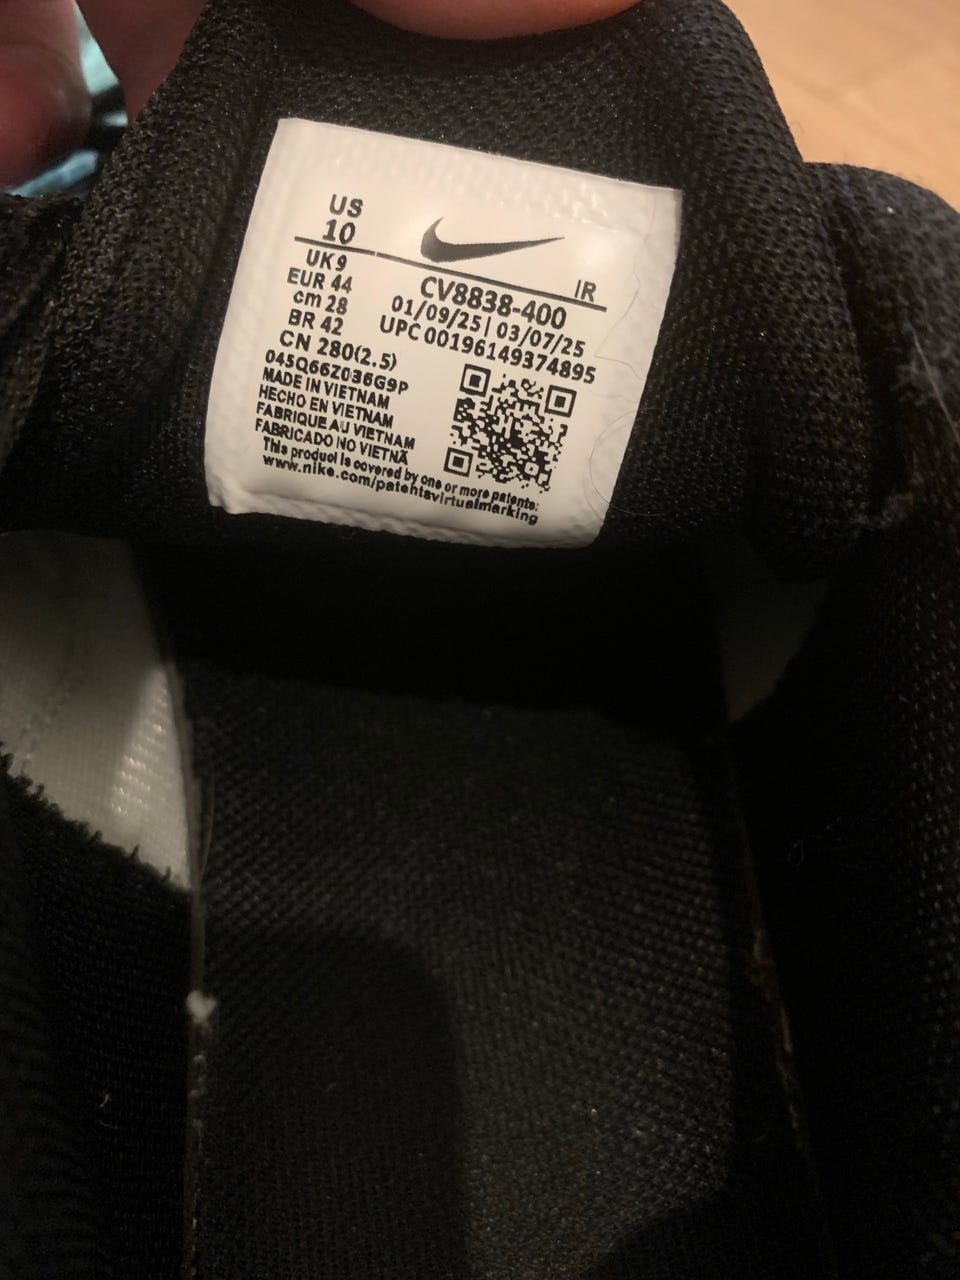 US
10
UK 9
EUR 44
cm 28
BR 42
CN 280(2.5)
045Q66Z036G9P
MADE IN VIETNAM
HECHO EN VIETNAM
FABRIQUE AU VIETNAM
FABRICADO NO VIETNÃ
This product is covered by one or more patents:
www.nike.com/patentsvirtualmarking
IR
CV8838-400
01/09/25| 03/07/25
UPC 00196149374895